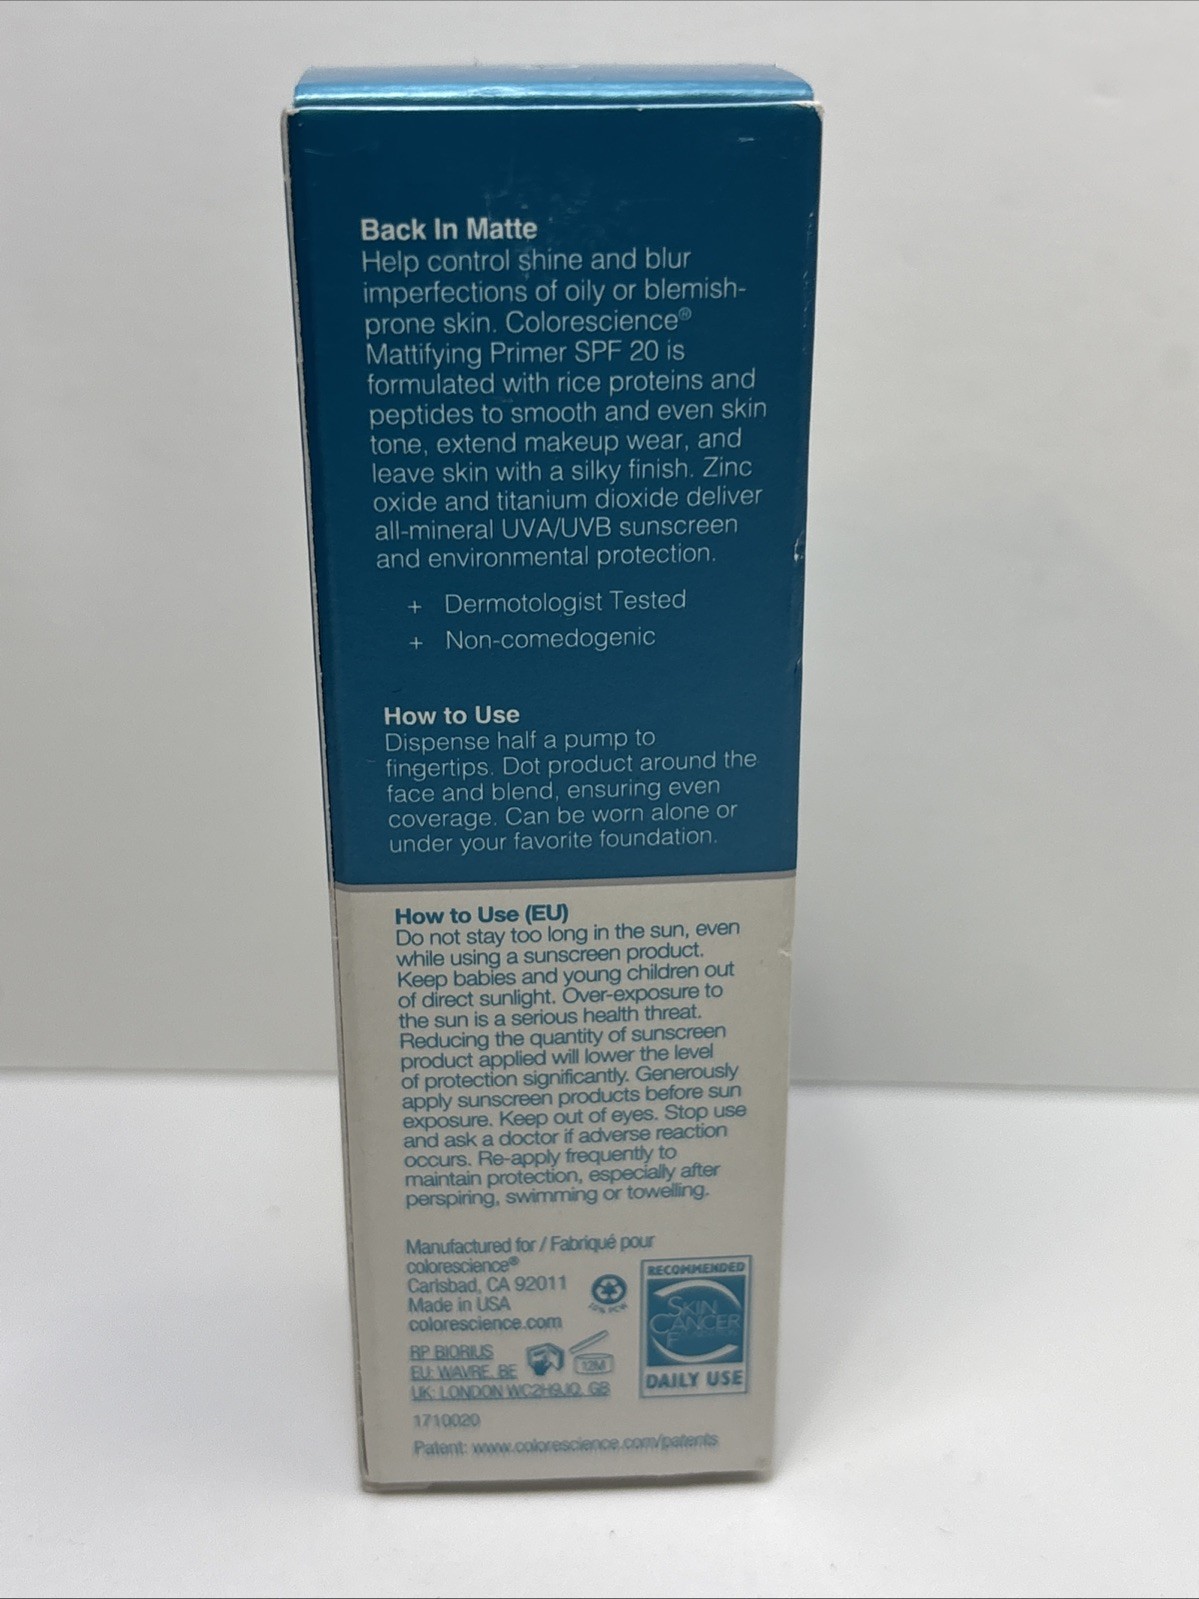 Back In Matte
Help control shine and blur
imperfections of oily or blemish-
prone skin. Colorescience®
Mattifying Primer SPF 20 is
formulated with rice proteins and
peptides to smooth and even skin
tone, extend makeup wear, and
leave skin with a silky finish. Zinc
oxide and titanium dioxide deliver
all-mineral UVA/UVB sunscreen
and environmental protection.
+ Dermotologist Tested
+ Non-comedogenic
How to Use
Dispense half a pump to
fingertips. Dot product around the
face and blend, ensuring even
coverage. Can be worn alone or
under your favorite foundation.
How to Use (EU)
Do not stay too long in the sun, even
while using a sunscreen product.
Keep babies and young children out
of direct sunlight. Over-exposure to
the sun is a serious health threat.
Reducing the quantity of sunscreen
product applied will lower the level
of protection significantly. Generously
apply sunscreen products before sun
exposure. Keep out of eyes. Stop use
and ask a doctor if adverse reaction
occurs. Re-apply frequently to
maintain protection, especially after
perspiring, swimming or towelling.
Manufactured for / Fabriqué pour
colorescience®
Carlsbad, CA 92011
Made in USA
colorescience.com
RP BIORIUS
EU: WAVRE, BE
UK: LONDON WC2H9JQ, GB
12M
RECOMMENDED
SKIN
CANCER
DAILY USE
1710020
Patent: www.colorescience.com/patents